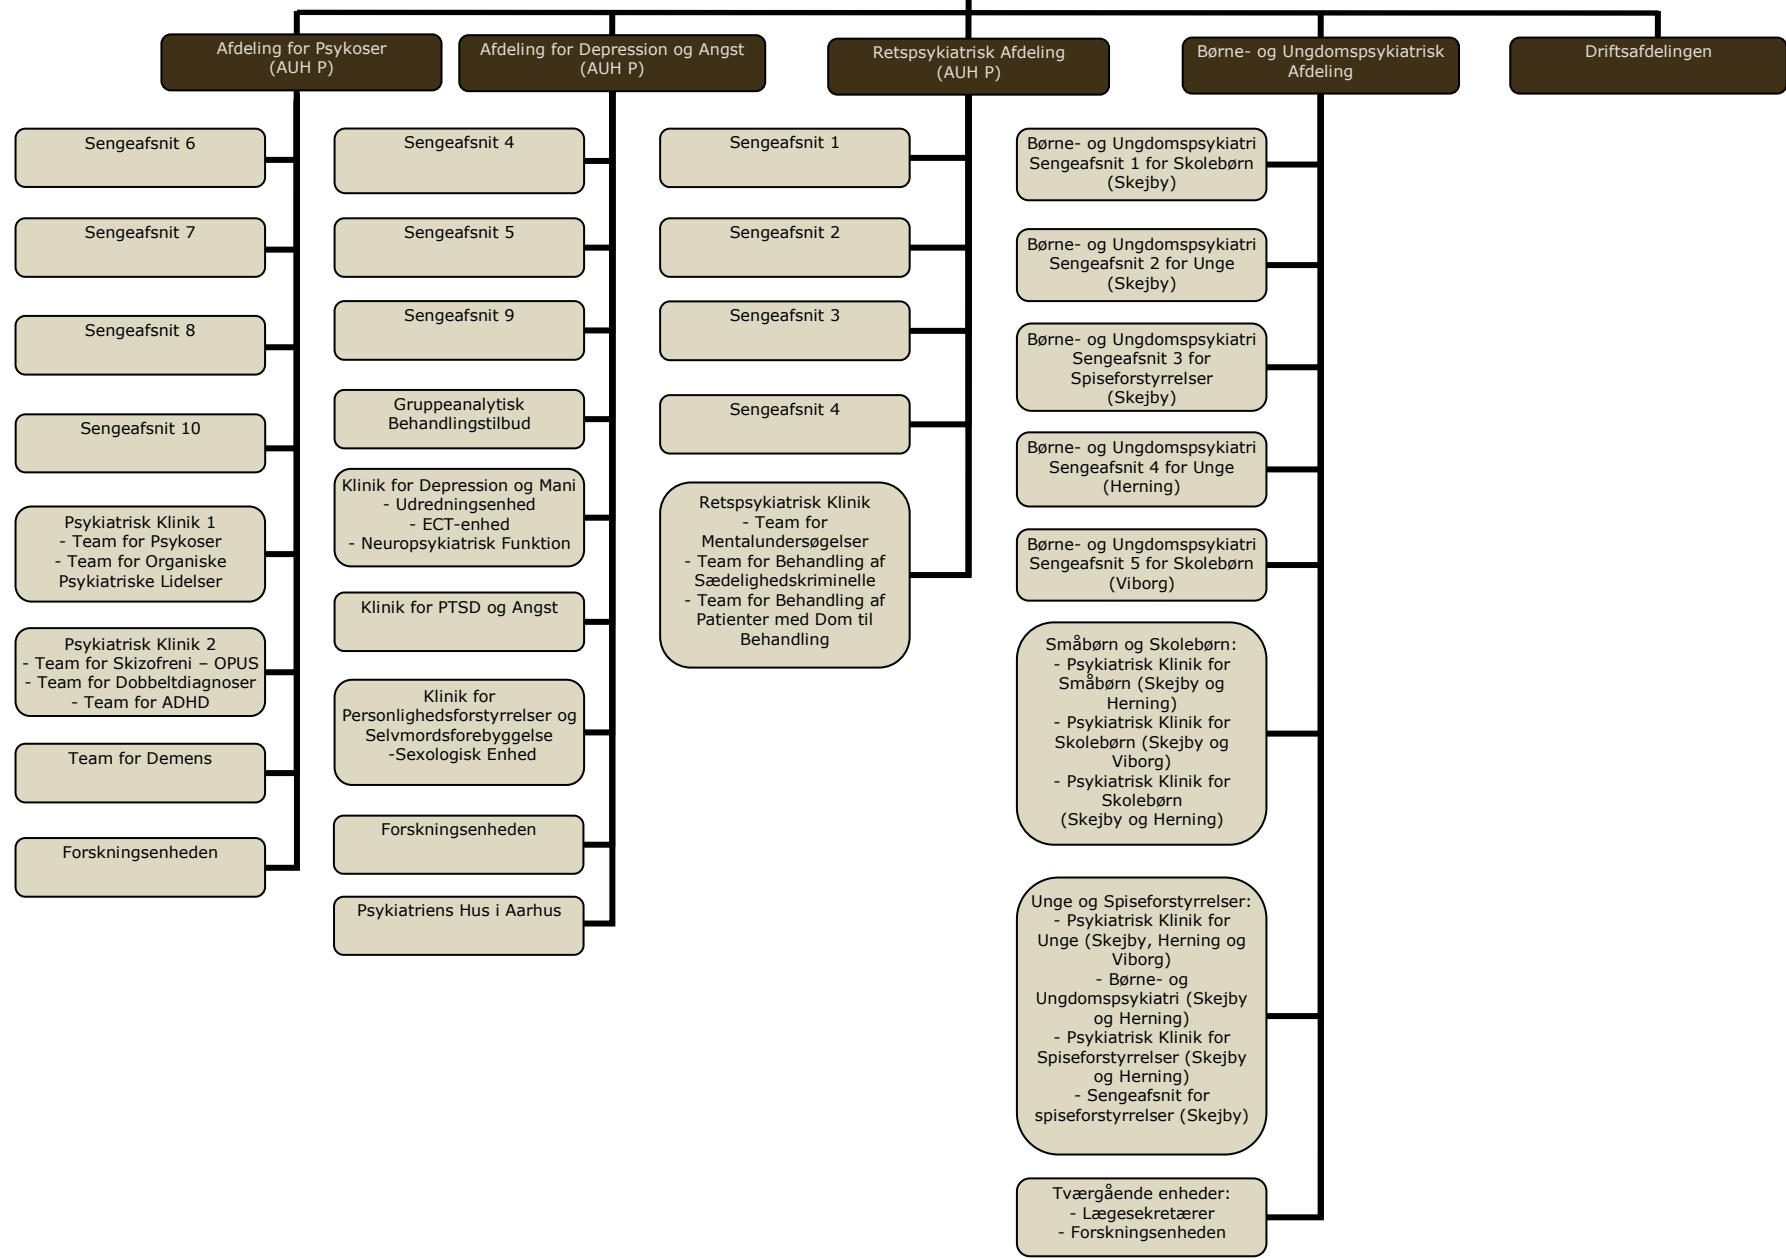 Afdeling for Psykoser
(AUH P)
Afdeling for Depression og Angst
(AUH P)
Retspsykiatrisk Afdeling
(AUH P)
Børne- og Ungdomspsykiatrisk
Afdeling
Driftsafdelingen
Sengeafsnit 6
Sengeafsnit 7
Sengeafsnit 8
Sengeafsnit 10
Psykiatrisk Klinik 1
- Team for Psykoser
- Team for Organiske
Psykiatriske Lidelser
Psykiatrisk Klinik 2
- Team for Skizofreni – OPUS
- Team for Dobbeltdiagnoser
- Team for ADHD
Team for Demens
Forskningsenheden
Sengeafsnit 4
Sengeafsnit 5
Sengeafsnit 9
Gruppeanalytisk
Behandlingstilbud
Klinik for Depression og Mani
- Udredningsenhed
- ECT-enhed
- Neuropsykiatrisk Funktion
Klinik for PTSD og Angst
Klinik for
Personlighedsforstyrrelser og
Selvmordsforebyggelse
-Sexologisk Enhed
Forskningsenheden
Psykiatriens Hus i Aarhus
Sengeafsnit 1
Sengeafsnit 2
Sengeafsnit 3
Sengeafsnit 4
Retspsykiatrisk Klinik
- Team for
Mentalundersøgelser
- Team for Behandling af
Sædelighedskriminelle
- Team for Behandling af
Patienter med Dom til
Behandling
Børne- og Ungdomspsykiatri
Sengeafsnit 1 for Skolebørn
(Skejby)
Børne- og Ungdomspsykiatri
Sengeafsnit 2 for Unge
(Skejby)
Børne- og Ungdomspsykiatri
Sengeafsnit 3 for
Spiseforstyrrelser
(Skejby)
Børne- og Ungdomspsykiatri
Sengeafsnit 4 for Unge
(Herning)
Børne- og Ungdomspsykiatri
Sengeafsnit 5 for Skolebørn
(Viborg)
Småbørn og Skolebørn:
- Psykiatrisk Klinik for
Småbørn (Skejby og
Herning)
- Psykiatrisk Klinik for
Skolebørn (Skejby og
Viborg)
- Psykiatrisk Klinik for
Skolebørn
(Skejby og Herning)
Unge og Spiseforstyrrelser:
- Psykiatrisk Klinik for
Unge (Skejby, Herning og
Viborg)
- Børne- og
Ungdomspsykiatri (Skejby
og Herning)
- Psykiatrisk Klinik for
Spiseforstyrrelser (Skejby
og Herning)
- Sengeafsnit for
spiseforstyrrelser (Skejby)
Tværgående enheder:
- Lægesekretærer
- Forskningsenheden